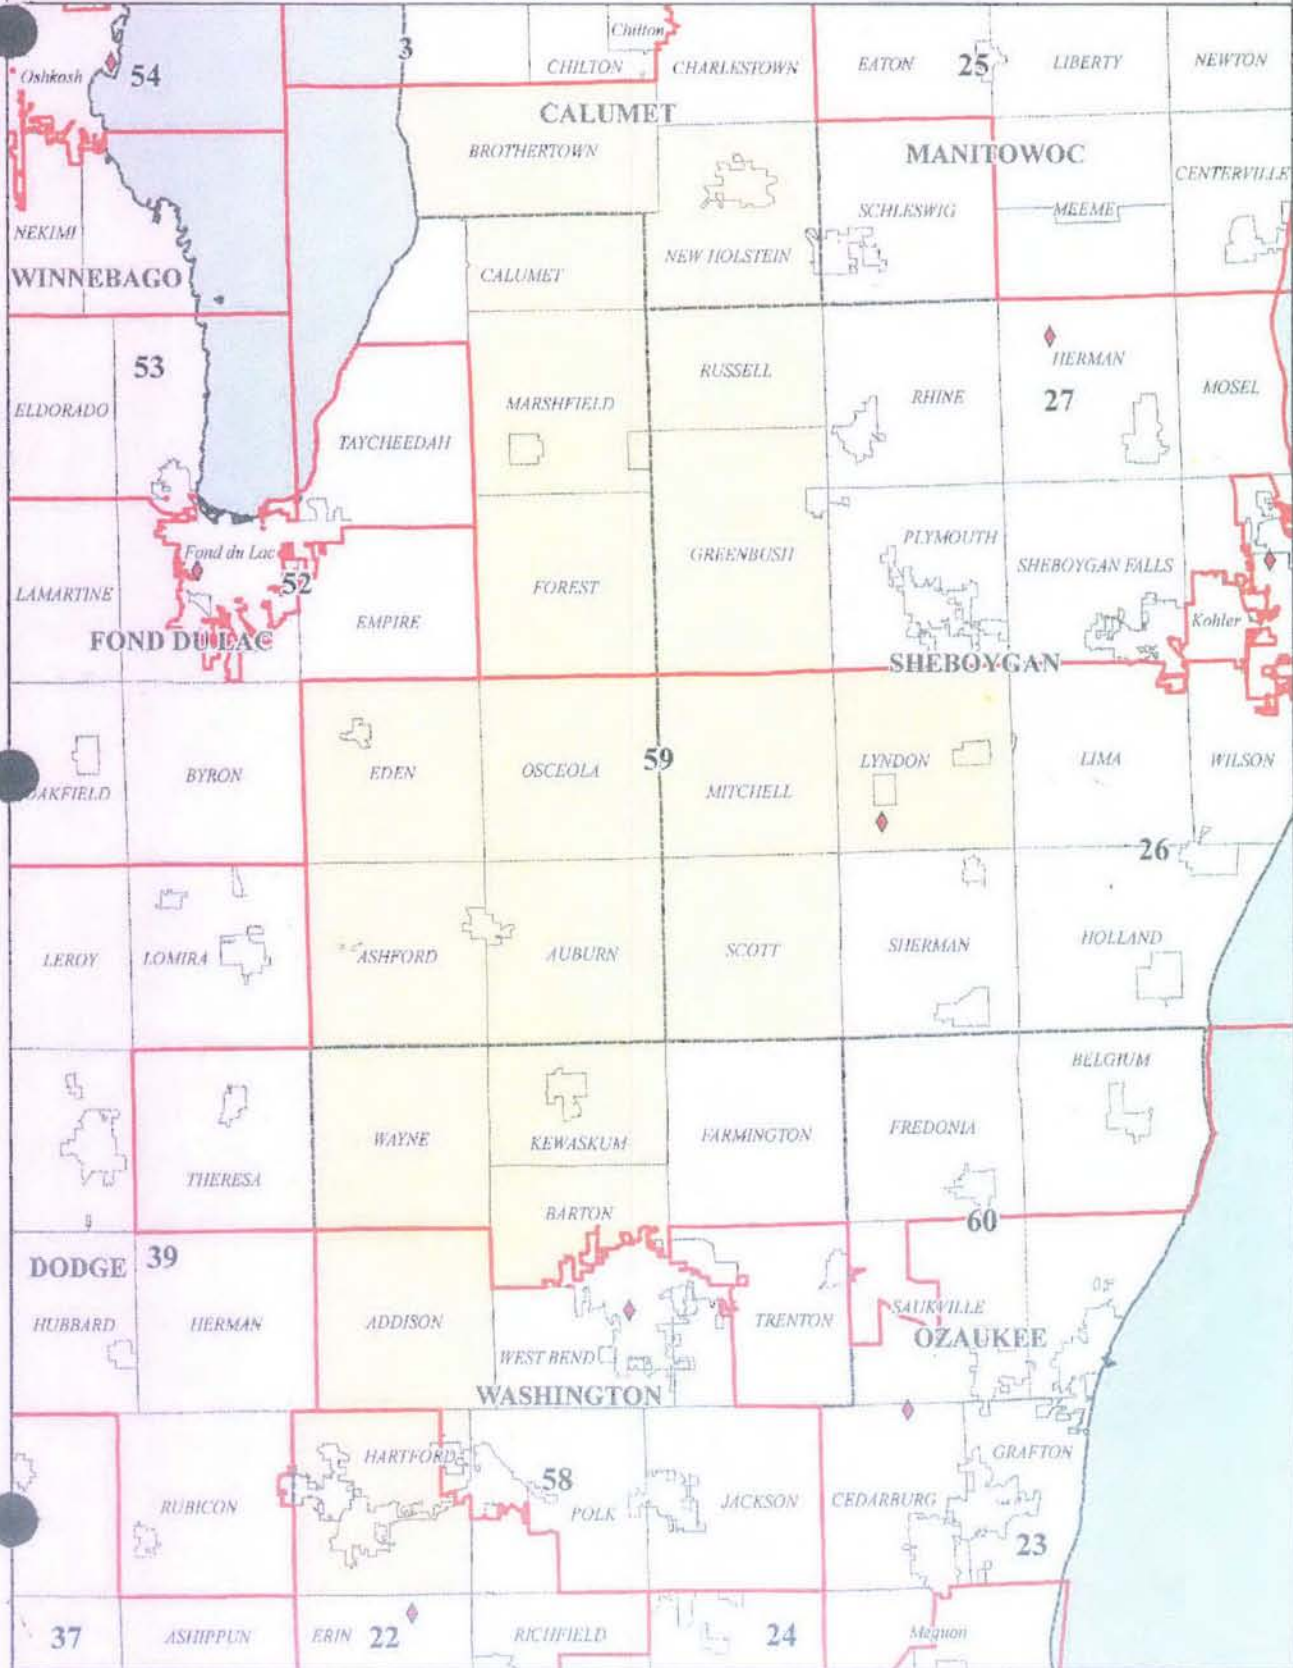 Chilton
3
Oshkosh
54
CHILTON
CHARLESTOWN
EATON
25
LIBERTY
NEWTON
CALUMET
BROTHERTOWN
MANITOWOC
CENTERVILLE
NEKIMI
SCHLESWIG
MEEME
WINNEBAGO
CALUMET
NEW HOLSTEIN
53
RUSSELL
HERMAN
ELDORADO
MARSHFIELD
RHINE
27
MOSEL
TAYCHEEDAH
Fond du Lac
52
GREENBUSH
PLYMOUTH
SHEBOYGAN FALLS
LAMARTINE
FOREST
EMPIRE
Kohler
FOND DU LAC
SHEBOYGAN
59
OAKFIELD
BYRON
EDEN
OSCEOLA
MITCHELL
LYNDON
LIMA
WILSON
26
LEROY
LOMIRA
ASHFORD
AUBURN
SCOTT
SHERMAN
HOLLAND
BELGIUM
THERESA
WAYNE
KEWASKUM
FARMINGTON
FREDONIA
BARTON
60
DODGE
39
HUBBARD
HERMAN
ADDISON
WEST BEND
TRENTON
SAUKVILLE
OZAUKEE
WASHINGTON
HARTFORD
GRAFTON
RUBICON
58
POLK
JACKSON
CEDARBURG
23
37
ASHIPPUN
ERIN
22
RICHFIELD
24
Mequon